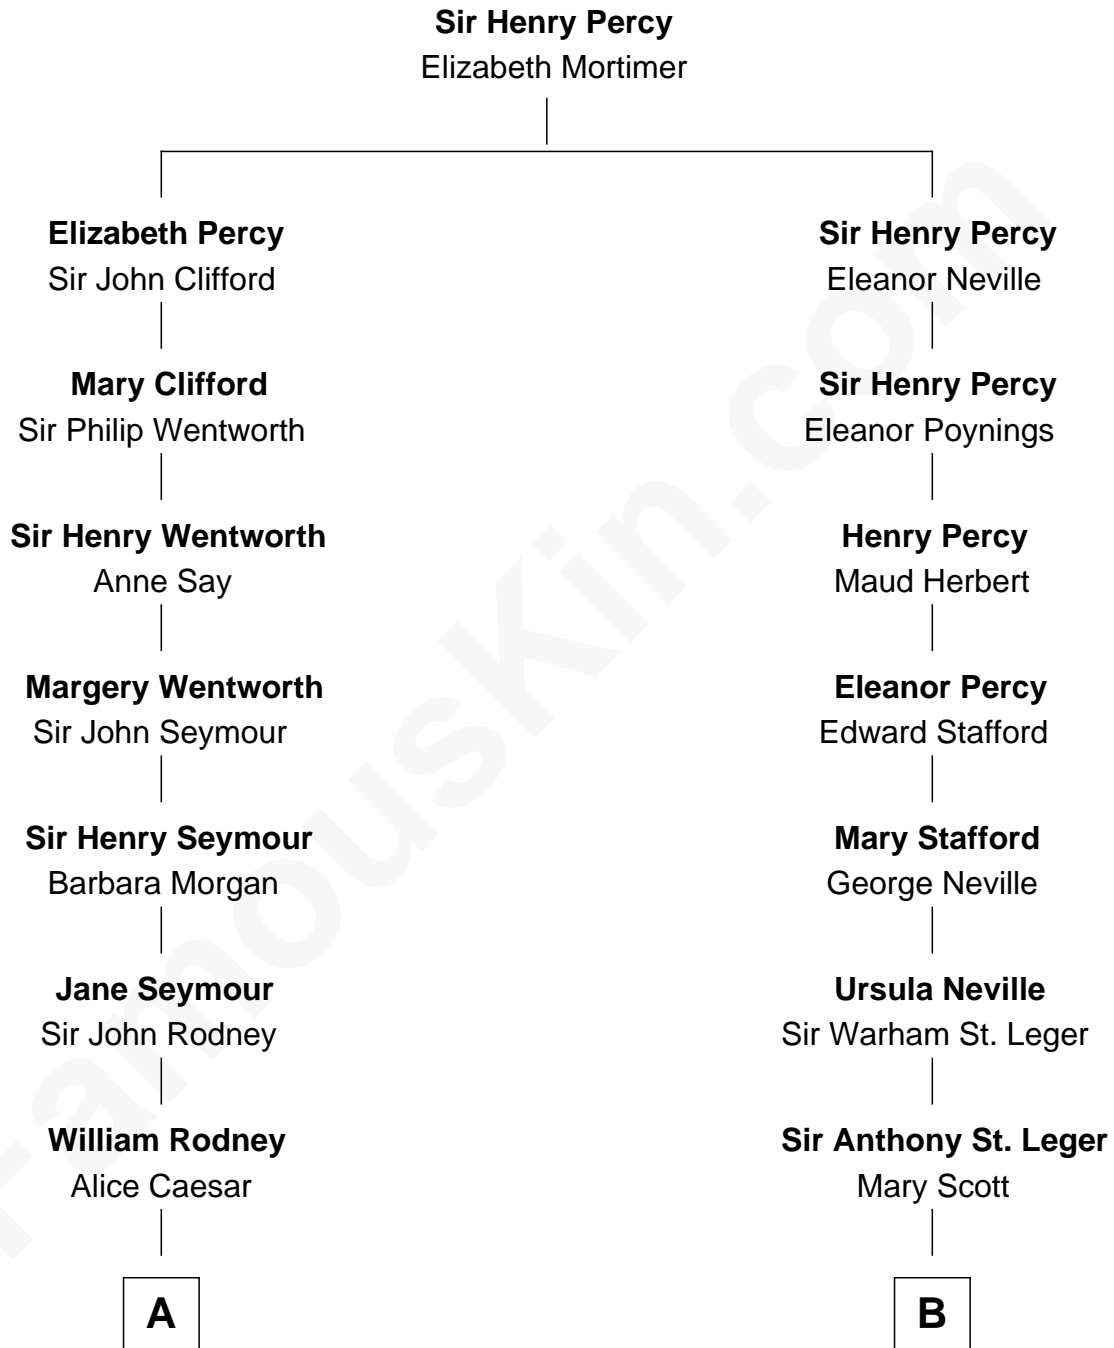 Sir Henry Percy
Elizabeth Mortimer
Elizabeth Percy
Sir John Clifford
Sir Henry Percy
Eleanor Neville
Mary Clifford
Sir Philip Wentworth
Sir Henry Percy
Eleanor Poynings
Sir Henry Wentworth
Anne Say
Henry Percy
Maud Herbert
Margery Wentworth
Sir John Seymour
Eleanor Percy
Edward Stafford
Sir Henry Seymour
Barbara Morgan
Mary Stafford
George Neville
Jane Seymour
Sir John Rodney
Ursula Neville
Sir Warham St. Leger
William Rodney
Alice Caesar
Sir Anthony St. Leger
Mary Scott
A
B
FamousKin.com